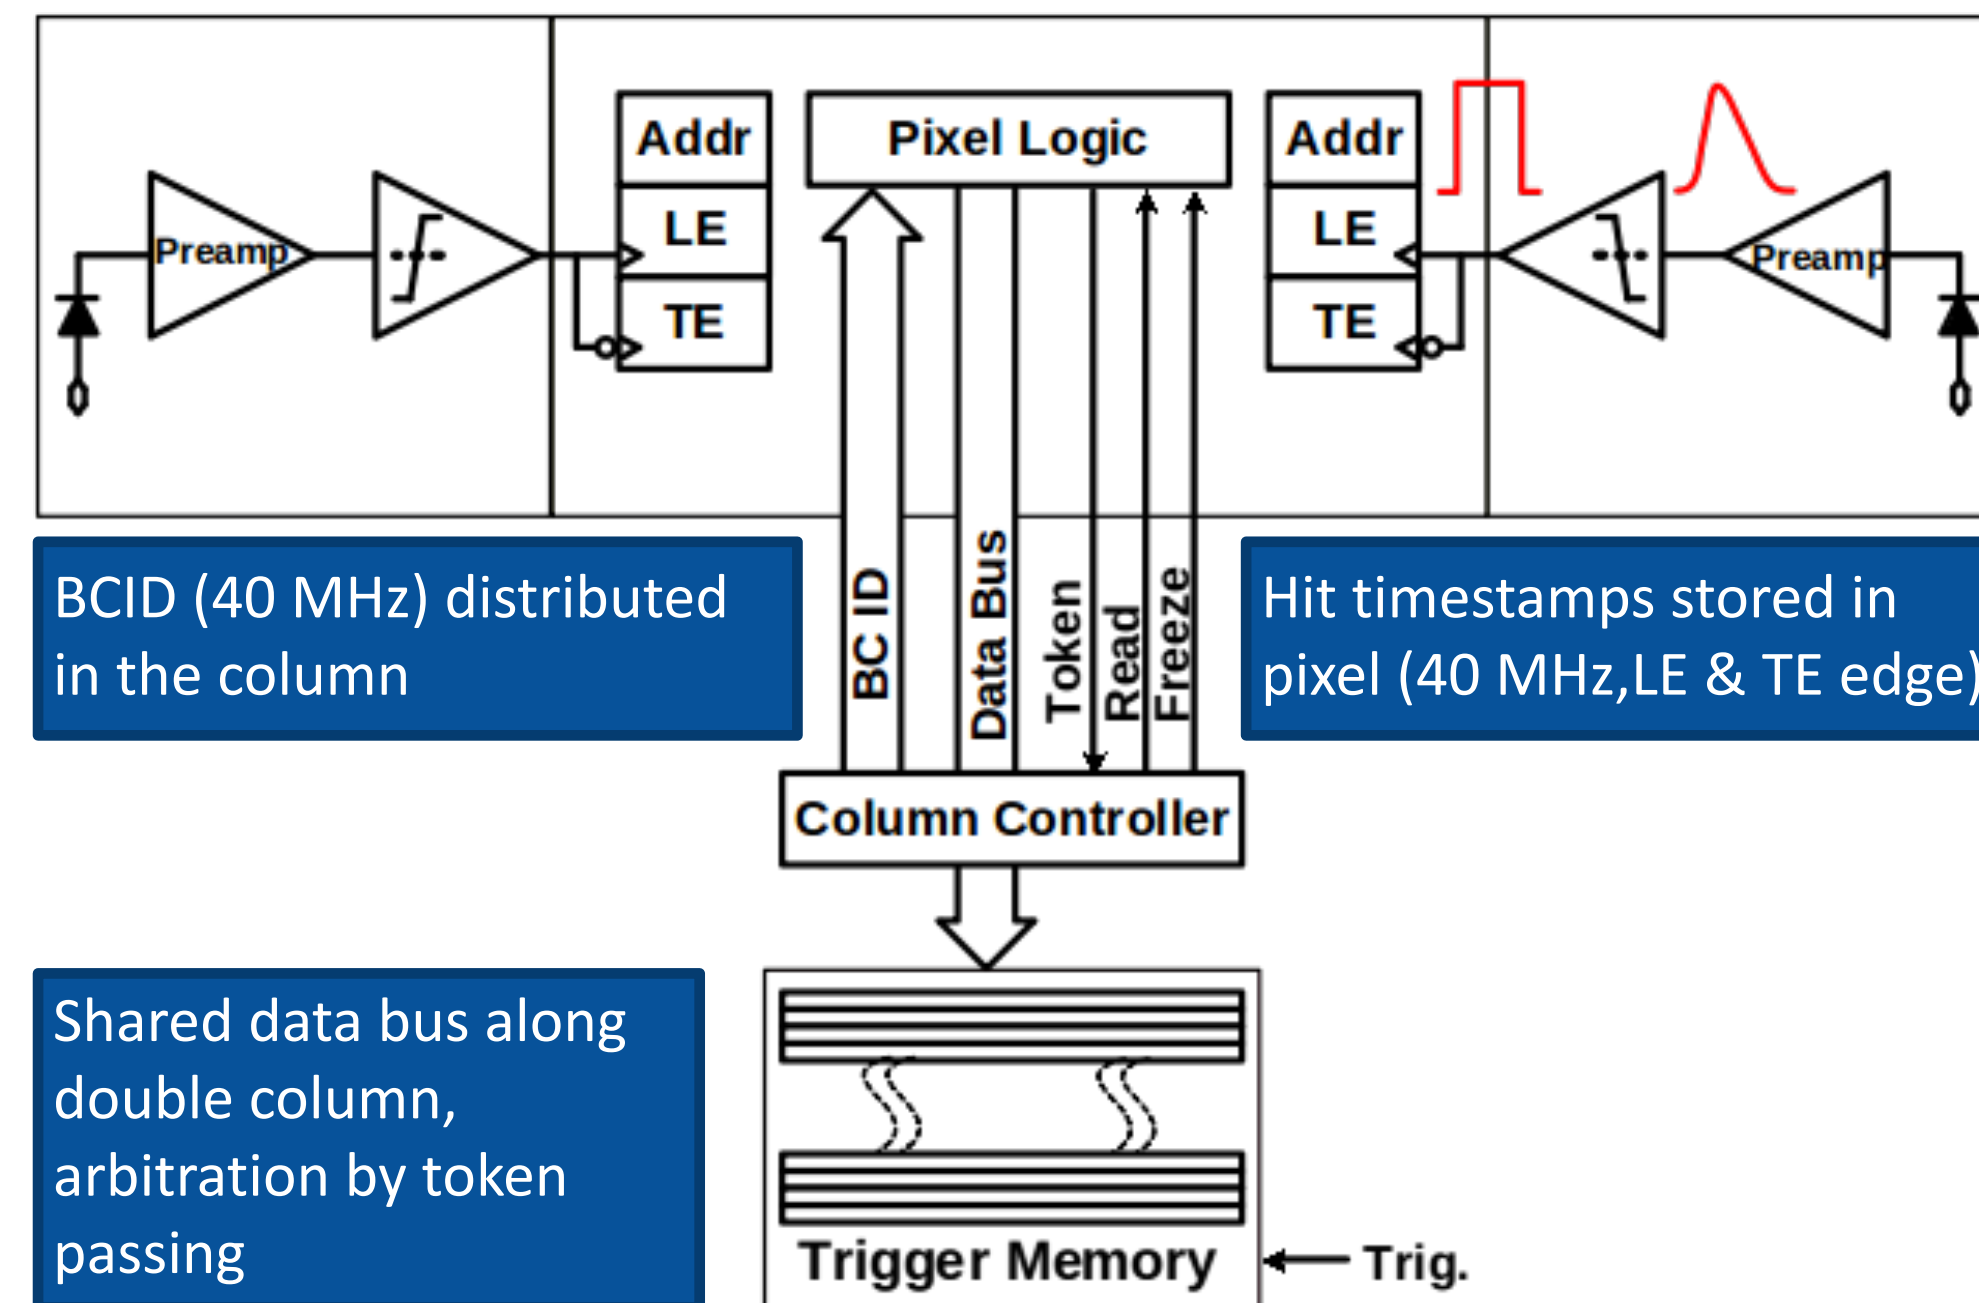 Addr
Pixel Logic
Addr
LE
LE
Preamp
Preamp
TE
TE
BCID (40 MHz) distributed
in the column
BC ID
Data Bus
Token
Read
Freeze
Hit timestamps stored in
pixel (40 MHz,LE & TE edge)
Column Controller
Shared data bus along
double column,
arbitration by token
passing
Trigger Memory
Trig.